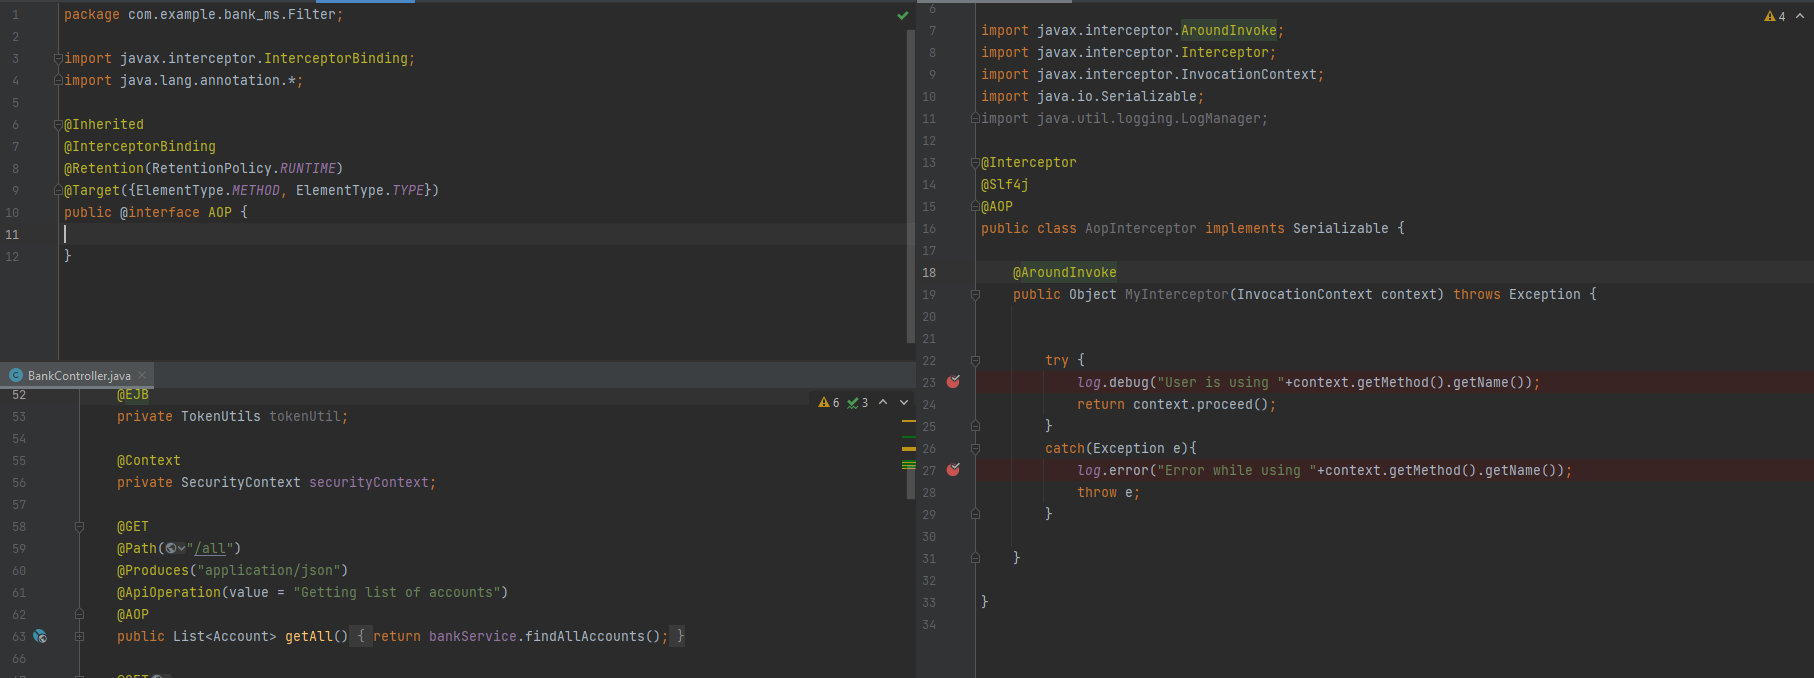 1 package com.example.bank_ms.Filter;
2
3 import javax.interceptor.InterceptorBinding;
4 import java.lang.annotation.*;
5
6 @Inherited
7 @InterceptorBinding
8 @Retention(RetentionPolicy.RUNTIME)
9 @Target({ElementType.METHOD, ElementType.TYPE})
10 public @interface AOP {
11
12 }
BankController.java
6 3
52 @EJB
53 private TokenUtils tokenUtil;
54
55 @Context
56 private SecurityContext securityContext;
57
58 @GET
59 @Path("/all")
60 @Produces("application/json")
61 @ApiOperation(value = "Getting list of accounts")
62 @AOP
63 public List<Account> getAll() { return bankService.findAllAccounts(); }
66
4
6
7 import javax.interceptor.AroundInvoke;
8 import javax.interceptor.Interceptor;
9 import javax.interceptor.InvocationContext;
10 import java.io.Serializable;
11 import java.util.logging.LogManager;
12
13 @Interceptor
14 @Slf4j
15 @AOP
16 public class AopInterceptor implements Serializable {
17
18 @AroundInvoke
19 public Object MyInterceptor(InvocationContext context) throws Exception {
20
21
22 try {
23 log.debug("User is using "+context.getMethod().getName());
24 return context.proceed();
25 }
26 catch(Exception e){
27 log.error("Error while using "+context.getMethod().getName());
28 throw e;
29 }
30
31 }
32
33 }
34